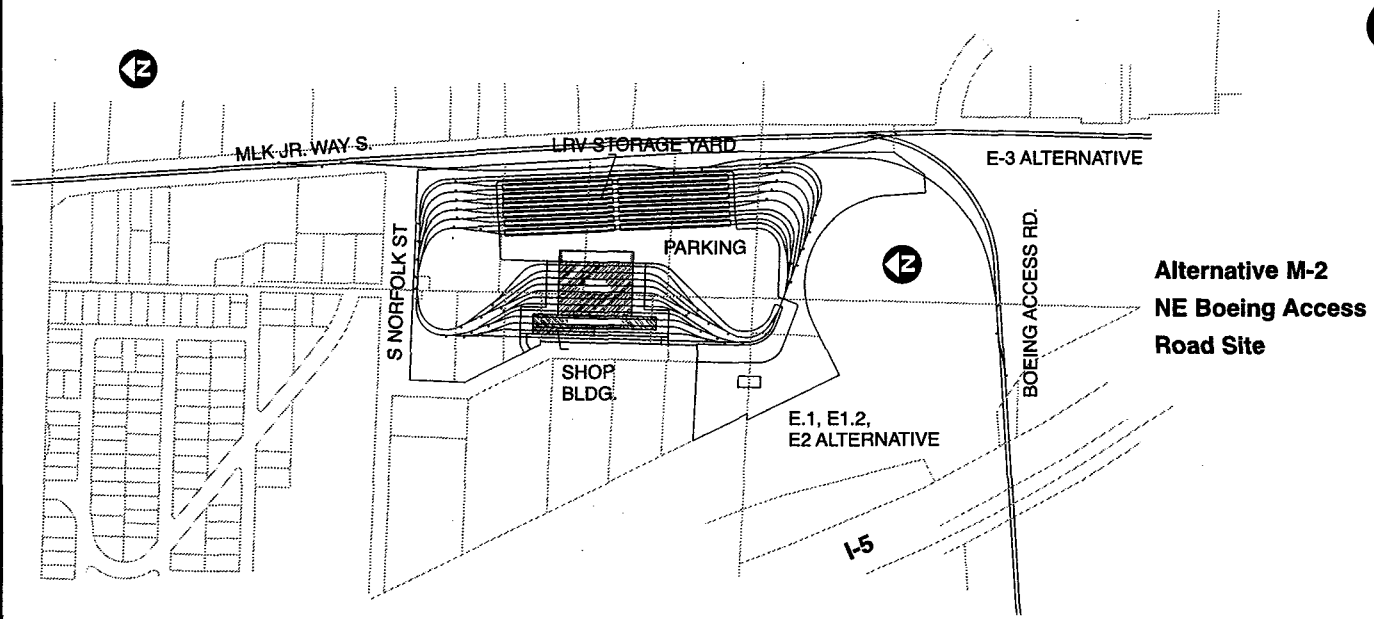 N
MLK JR. WAY S.
LRV STORAGE YARD
E-3 ALTERNATIVE
S NORFOLK ST
PARKING
N
BOEING ACCESS RD.
Alternative M-2
NE Boeing Access
Road Site
SHOP
BLDG.
E.1, E1.2,
E2 ALTERNATIVE
I-5